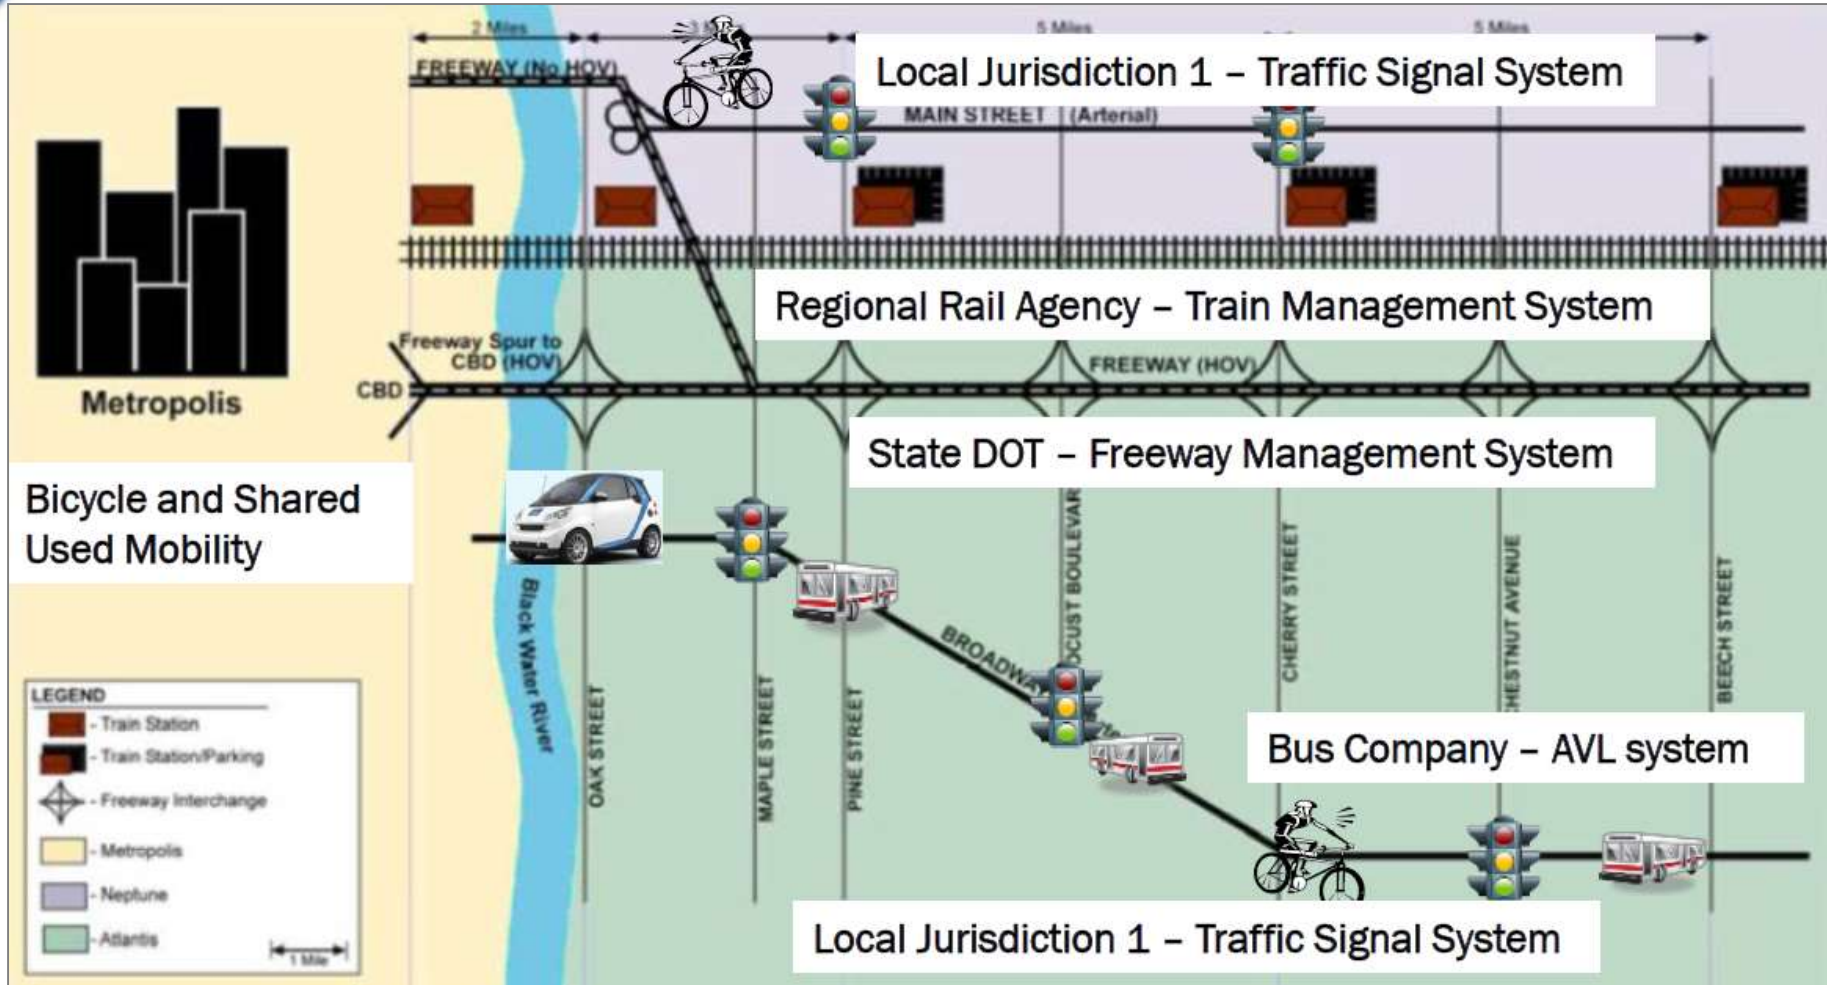 2 Miles
5 Miles
5 Miles
FREEWAY (No HOV)
Local Jurisdiction 1 – Traffic Signal System
MAIN STREET (Arterial)
Regional Rail Agency – Train Management System
Freeway Spur to
CBD (HOV)
FREEWAY (HOV)
CBD
Metropolis
State DOT – Freeway Management System
Bicycle and Shared
Used Mobility
Black Water River
BROADWAY
OAK STREET
MAPLE STREET
PINE STREET
CHERRY STREET
BEECH STREET
Bus Company – AVL system
Local Jurisdiction 1 – Traffic Signal System
LEGEND
- Train Station
- Train Station/Parking
- Freeway Interchange
- Metropolis
- Neptune
- Atlantis
1 Mile